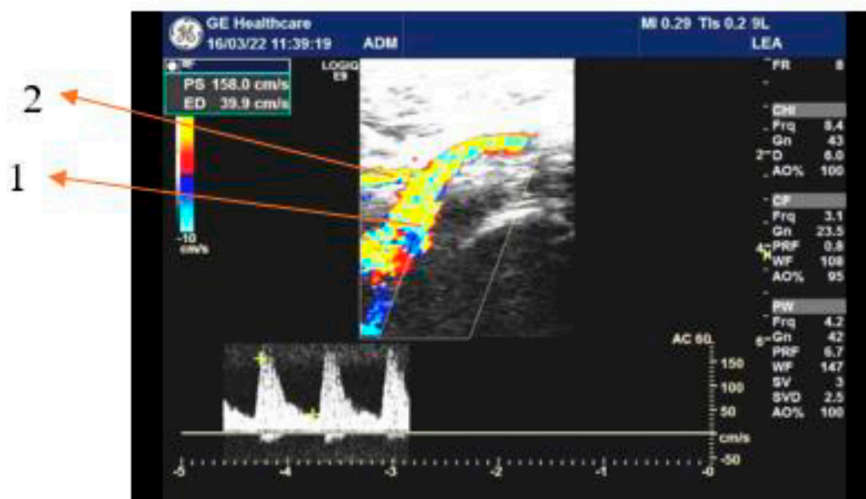 GE Healthcare
16/03/22 11:39:19 ADM
MI 0.29 TIs 0.2 9L
LEA
LOGIQ
E9
PS 158.0 cm/s
ED 39.9 cm/s
2
1
-10
cm/s
FR 8
CHI
Frq 8.4
Gn 43
D 6.0
AO% 100
CF
Frq 3.1
Gn 23.5
PRF 0.8
WF 108
AO% 95
PW
Frq 4.2
Gn 42
PRF 6.7
WF 147
SV 3
SVD 2.5
AO% 100
2
4
6
AC 60
150
100
50
cm/s
-50
-5 -4 -3 -2 -1 -0